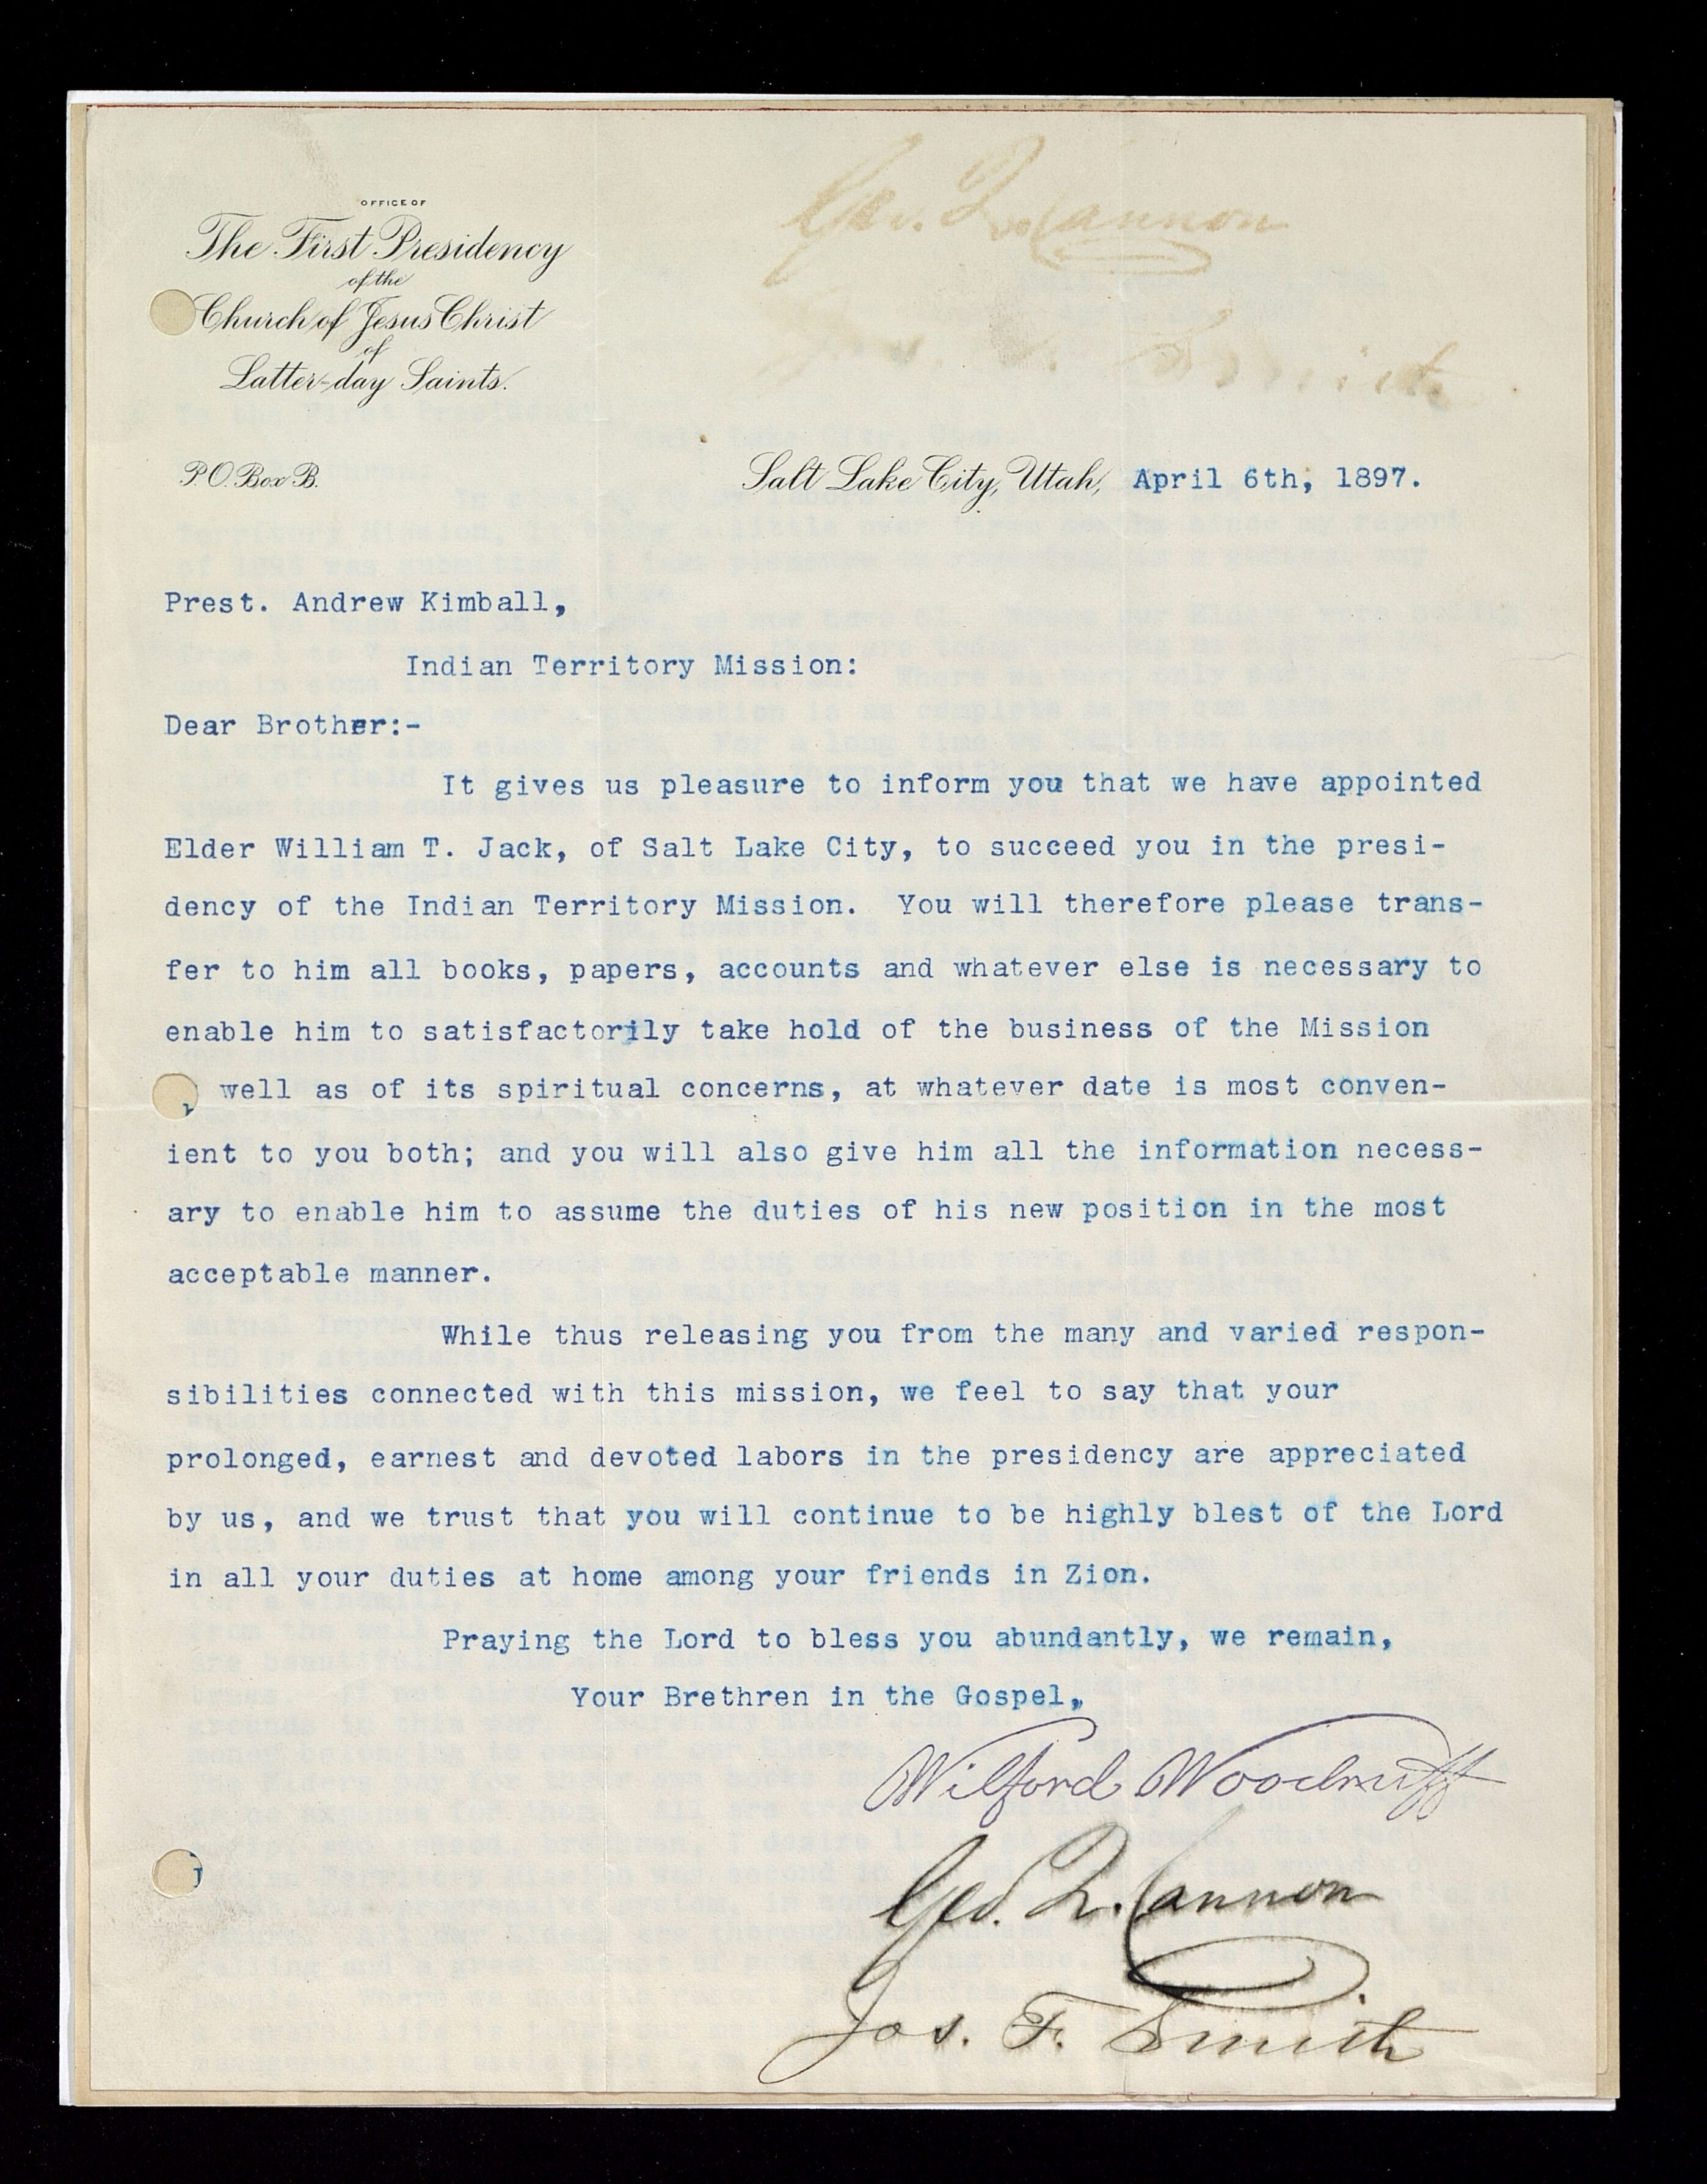 Geo. Q. Cannon
Smith
OFFICE OF
The First Presidency
of the
Church of Jesus Christ
of
Latter-day Saints.
P.O. Box B.
Salt Lake City, Utah, April 6th, 1897.
Prest. Andrew Kimball,
Indian Territory Mission:
Dear Brother:-
It gives us pleasure to inform you that we have appointed
Elder William T. Jack, of Salt Lake City, to succeed you in the presi-
dency of the Indian Territory Mission. You will therefore please trans-
fer to him all books, papers, accounts and whatever else is necessary to
enable him to satisfactorily take hold of the business of the Mission
well as of its spiritual concerns, at whatever date is most conven-
ient to you both; and you will also give him all the information necess-
ary to enable him to assume the duties of his new position in the most
acceptable manner.
While thus releasing you from the many and varied respon-
sibilities connected with this mission, we feel to say that your
prolonged, earnest and devoted labors in the presidency are appreciated
by us, and we trust that you will continue to be highly blest of the Lord
in all your duties at home among your friends in Zion.
Praying the Lord to bless you abundantly, we remain,
Your Brethren in the Gospel,
Wilford Woodruff
Geo. Q. Cannon
Jos. F. Smith